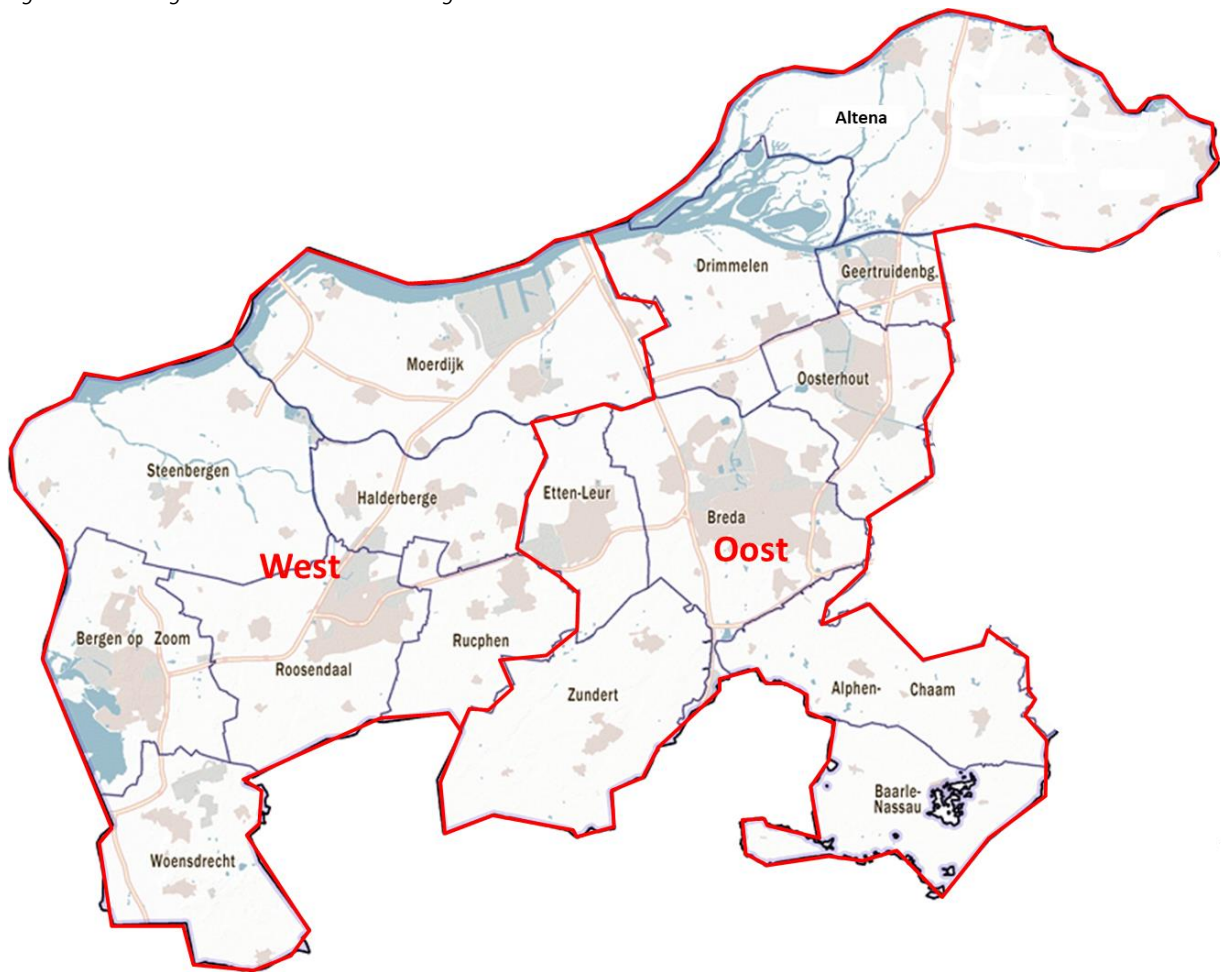 Altena
Drimmelen
Geertruidenbg.
Moerdijk
Oosterhout
Steenbergen
Halderberge
Etten-Leur
Breda
West
Oost
Bergen op Zoom
Roosendaal
Rucphen
Zundert
Alphen- Chaam
Baarle-
Nassau
Woensdrecht